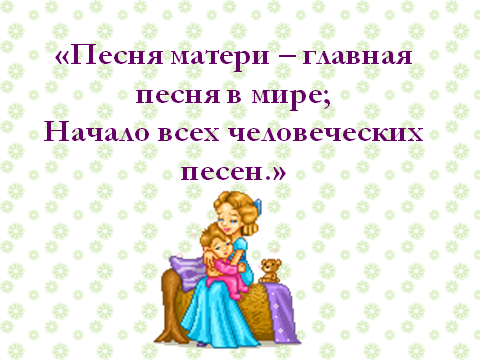 «Песня матери – главная
песня в мире;
Начало всех человеческих
песен.»